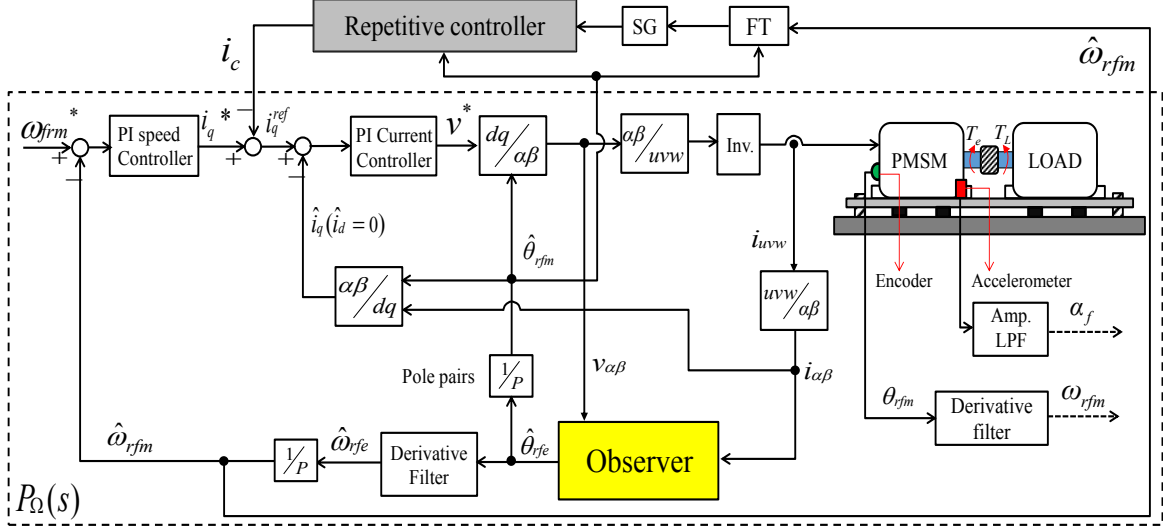 Repetitive controller
SG
FT
i_c
ω̂_rfm
ω_frm*
+
−
PI speed
Controller
i_q*
−
+
i_q^ref
+
−
PI Current
Controller
v*
dq/αβ
αβ/uvw
Inv.
PMSM
T_e
T_L
LOAD
î_q(î_d=0)
θ̂_rfm
i_uvw
Encoder
Accelerometer
αβ/dq
uvw/αβ
Amp.
LPF
α_f
Pole pairs
1/P
v_αβ
i_αβ
θ_rfm
Derivative
filter
ω_rfm
ω̂_rfm
1/P
ω̂_rfe
Derivative
Filter
θ̂_rfe
Observer
P_Ω(s)